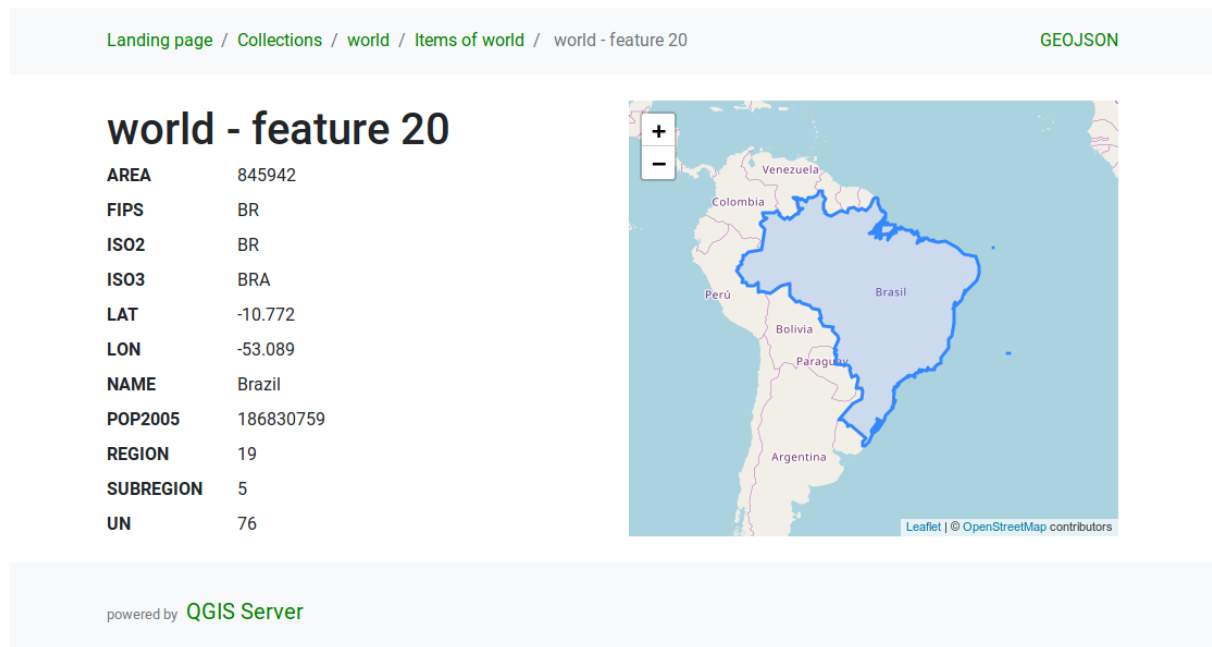 Landing page / Collections / world / Items of world / world - feature 20
GEOJSON
world - feature 20
AREA 845942
FIPS BR
ISO2 BR
ISO3 BRA
LAT -10.772
LON -53.089
NAME Brazil
POP2005 186830759
REGION 19
SUBREGION 5
UN 76
+
−
Venezuela
Colombia
Perú
Brasil
Bolivia
Paraguay
Argentina
Leaflet | © OpenStreetMap contributors
powered by QGIS Server